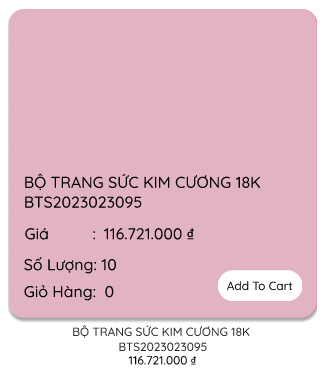 BỘ TRANG SỨC KIM CƯƠNG 18K
BTS2023023095
Giá : 116.721.000 ₫
Số Lượng: 10
Giỏ Hàng: 0
Add To Cart
BỘ TRANG SỨC KIM CƯƠNG 18K
BTS2023023095
116.721.000 ₫